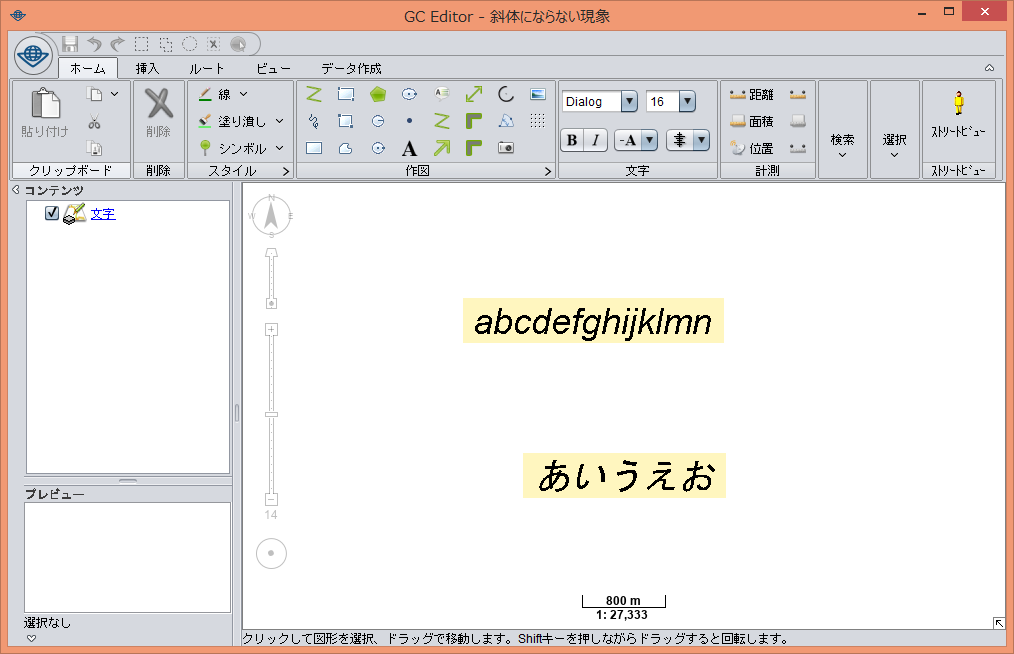 GC Editor - 斜体にならない現象
ホーム 挿入 ルート ビュー データ作成
貼り付け
クリップボード
削除
削除
線
塗り潰し
シンボル
スタイル
A
作図
Dialog 16
B I -A
文字
距離
面積
位置
計測
検索
選択
ストリートビュー
ストリートビュー
コンテンツ
文字
プレビュー
選択なし
N
W E
S
14
abcdefghijklmn
あいうえお
800 m
1: 27,333
クリックして図形を選択、ドラッグで移動します。Shiftキーを押しながらドラッグすると回転します。